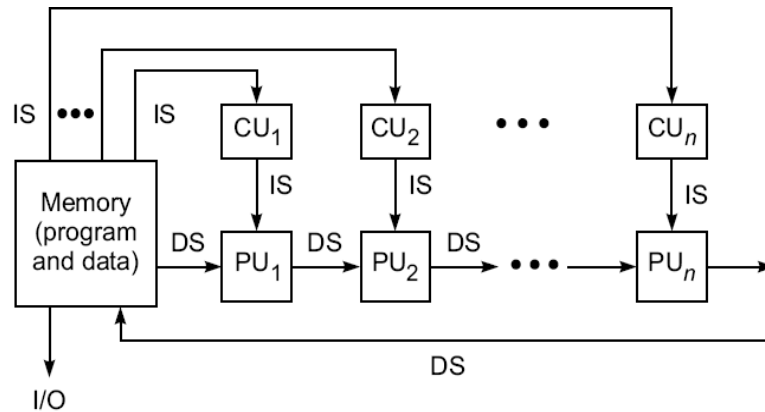 IS ••• IS
CU1 CU2 ••• CUn
IS IS IS
Memory
(program
and data)
DS PU1 DS PU2 DS ••• PUn
DS
I/O